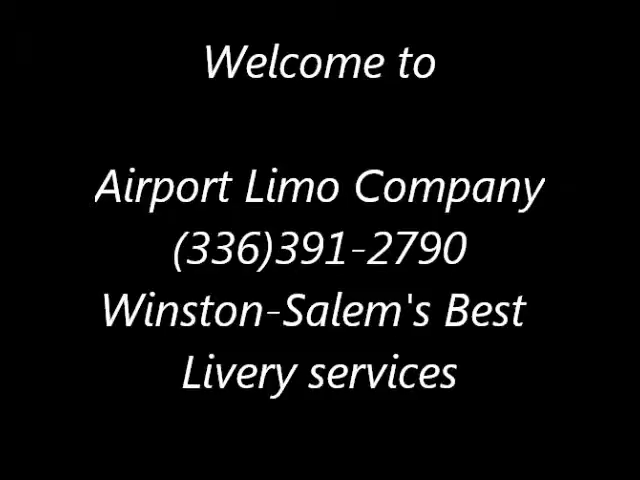 Welcome to
Airport Limo Company
(336)391-2790
Winston-Salem's Best
Livery services